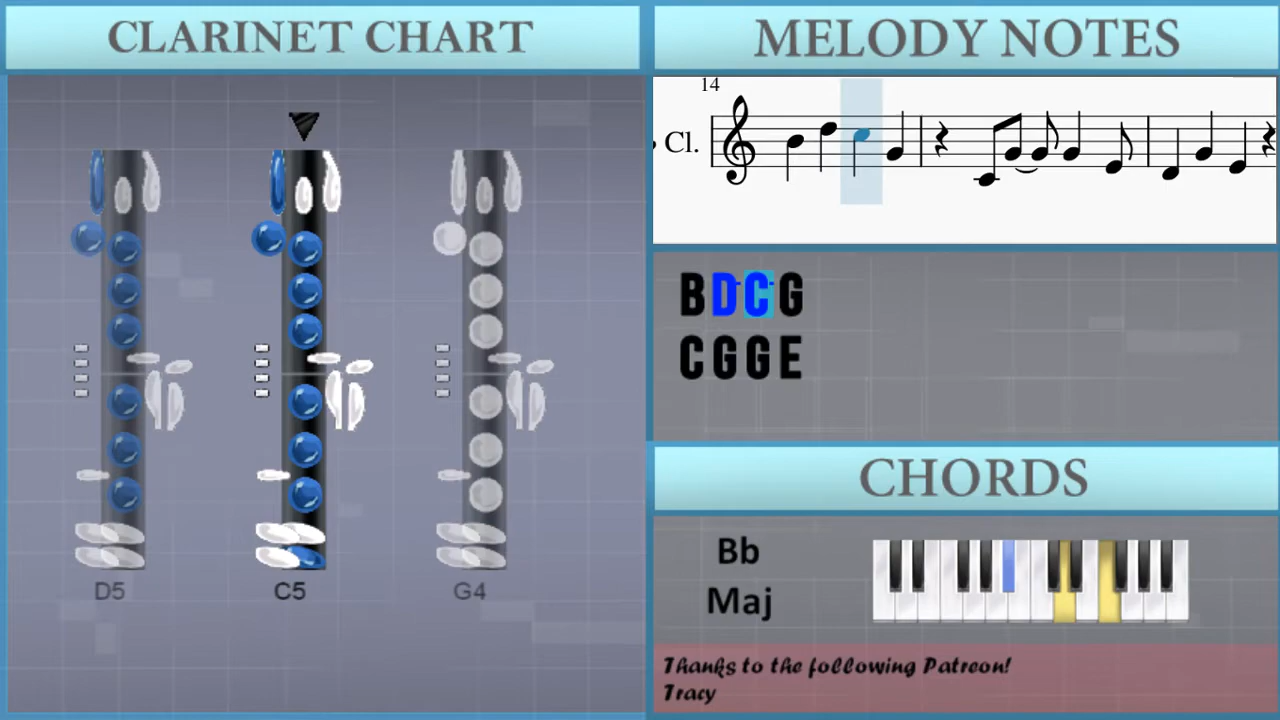 CLARINET CHART
D5
C5
G4
MELODY NOTES
14
Cl.
BDCG
CGGE
CHORDS
Bb
Maj
Thanks to the following Patreon!
Tracy